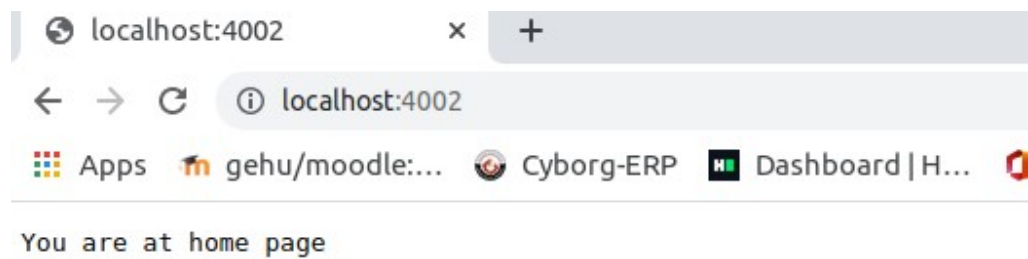 localhost:4002 × +
localhost:4002
Apps gehu/moodle:... Cyborg-ERP Dashboard | H...
You are at home page